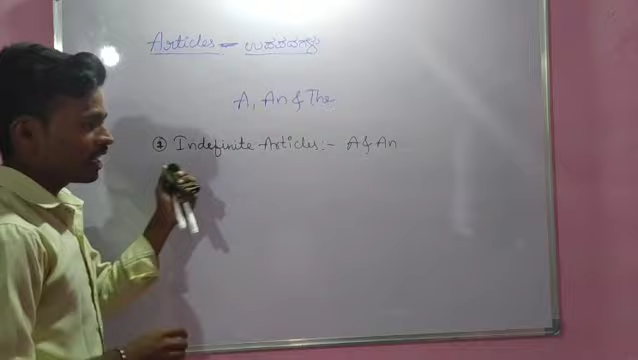 Articles - ಉಪಪದಗಳು
A, An & The
① Indefinite Articles:- A & An